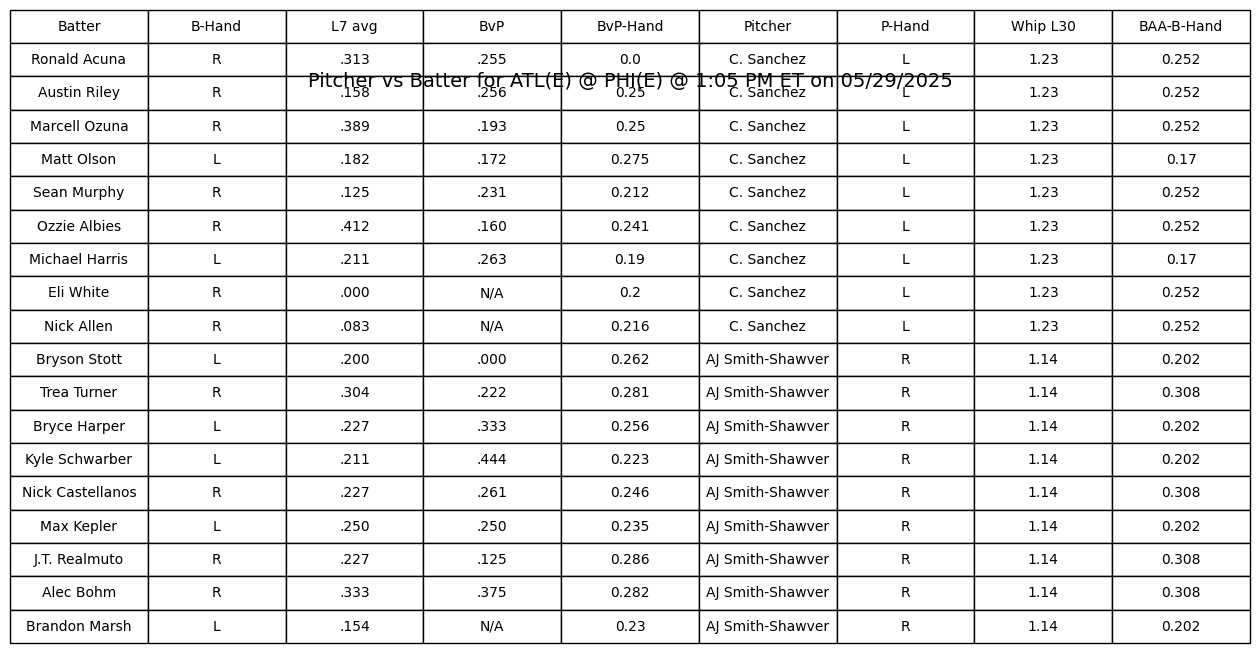 Batter B-Hand L7 avg BvP BvP-Hand Pitcher P-Hand Whip L30 BAA-B-Hand
Ronald Acuna R .313 .255 0.0 C. Sanchez L 1.23 0.252
Pitcher vs Batter for ATL(E) @ PHI(E) @ 1:05 PM ET on 05/29/2025
Austin Riley R .158 .256 0.25 C. Sanchez L 1.23 0.252
Marcell Ozuna R .389 .193 0.25 C. Sanchez L 1.23 0.252
Matt Olson L .182 .172 0.275 C. Sanchez L 1.23 0.17
Sean Murphy R .125 .231 0.212 C. Sanchez L 1.23 0.252
Ozzie Albies R .412 .160 0.241 C. Sanchez L 1.23 0.252
Michael Harris L .211 .263 0.19 C. Sanchez L 1.23 0.17
Eli White R .000 N/A 0.2 C. Sanchez L 1.23 0.252
Nick Allen R .083 N/A 0.216 C. Sanchez L 1.23 0.252
Bryson Stott L .200 .000 0.262 AJ Smith-Shawver R 1.14 0.202
Trea Turner R .304 .222 0.281 AJ Smith-Shawver R 1.14 0.308
Bryce Harper L .227 .333 0.256 AJ Smith-Shawver R 1.14 0.202
Kyle Schwarber L .211 .444 0.223 AJ Smith-Shawver R 1.14 0.202
Nick Castellanos R .227 .261 0.246 AJ Smith-Shawver R 1.14 0.308
Max Kepler L .250 .250 0.235 AJ Smith-Shawver R 1.14 0.202
J.T. Realmuto R .227 .125 0.286 AJ Smith-Shawver R 1.14 0.308
Alec Bohm R .333 .375 0.282 AJ Smith-Shawver R 1.14 0.308
Brandon Marsh L .154 N/A 0.23 AJ Smith-Shawver R 1.14 0.202